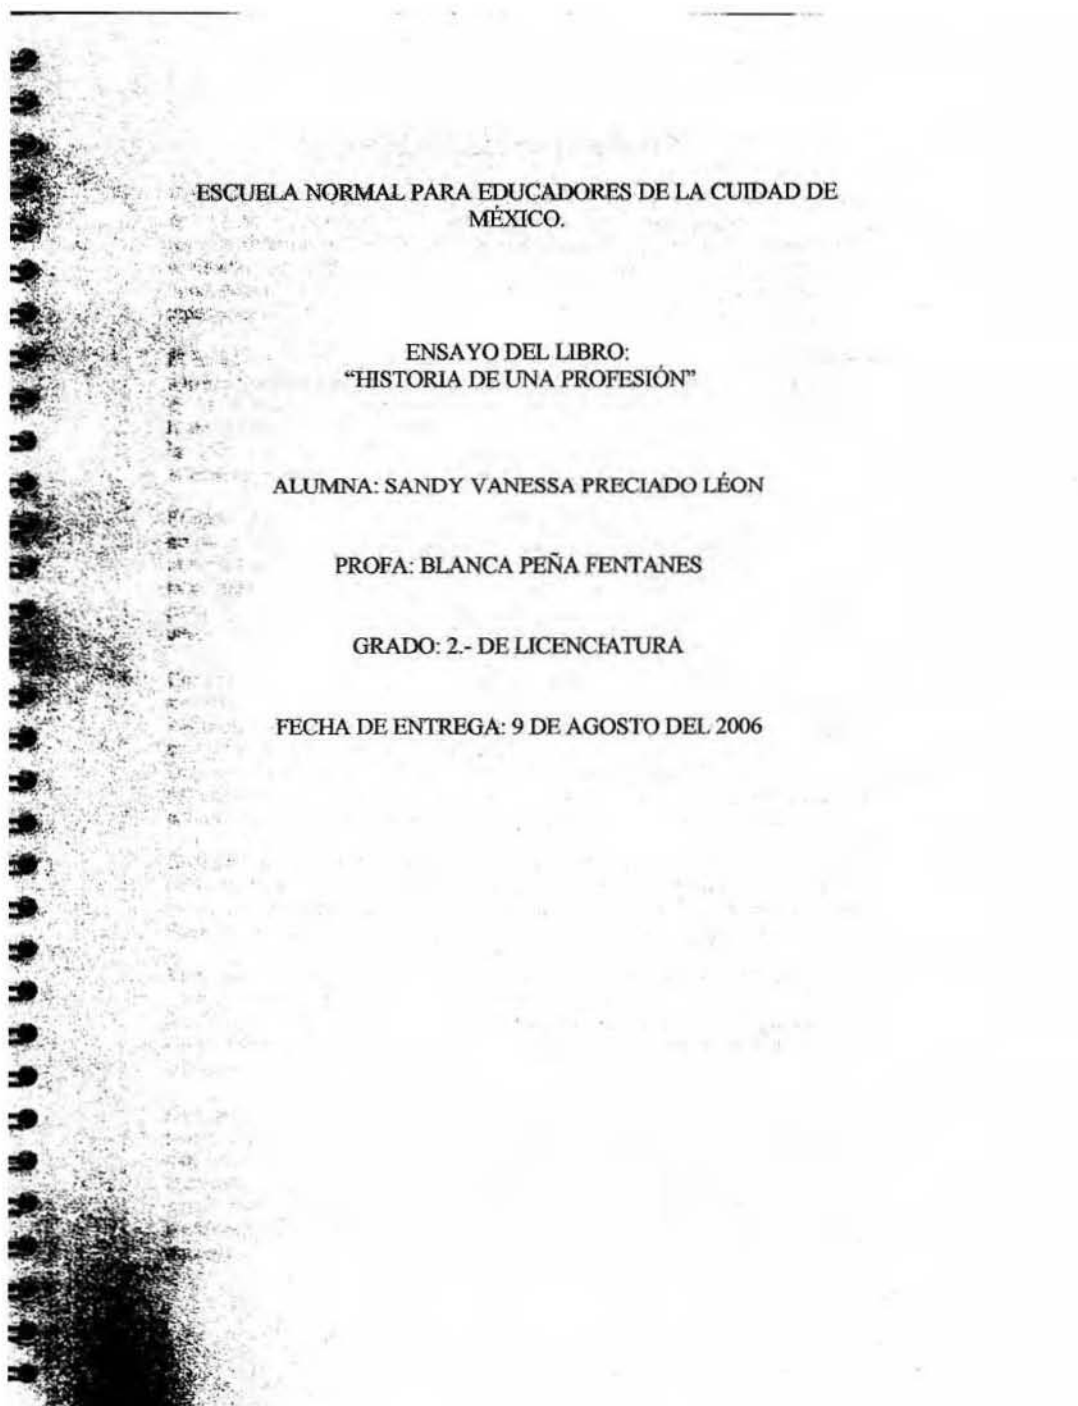 ESCUELA NORMAL PARA EDUCADORES DE LA CUIDAD DE
MÉXICO.
ENSAYO DEL LIBRO:
“HISTORIA DE UNA PROFESIÓN”
ALUMNA: SANDY VANESSA PRECIADO LÉON
PROFA: BLANCA PEÑA FENTANES
GRADO: 2.- DE LICENCIATURA
FECHA DE ENTREGA: 9 DE AGOSTO DEL 2006